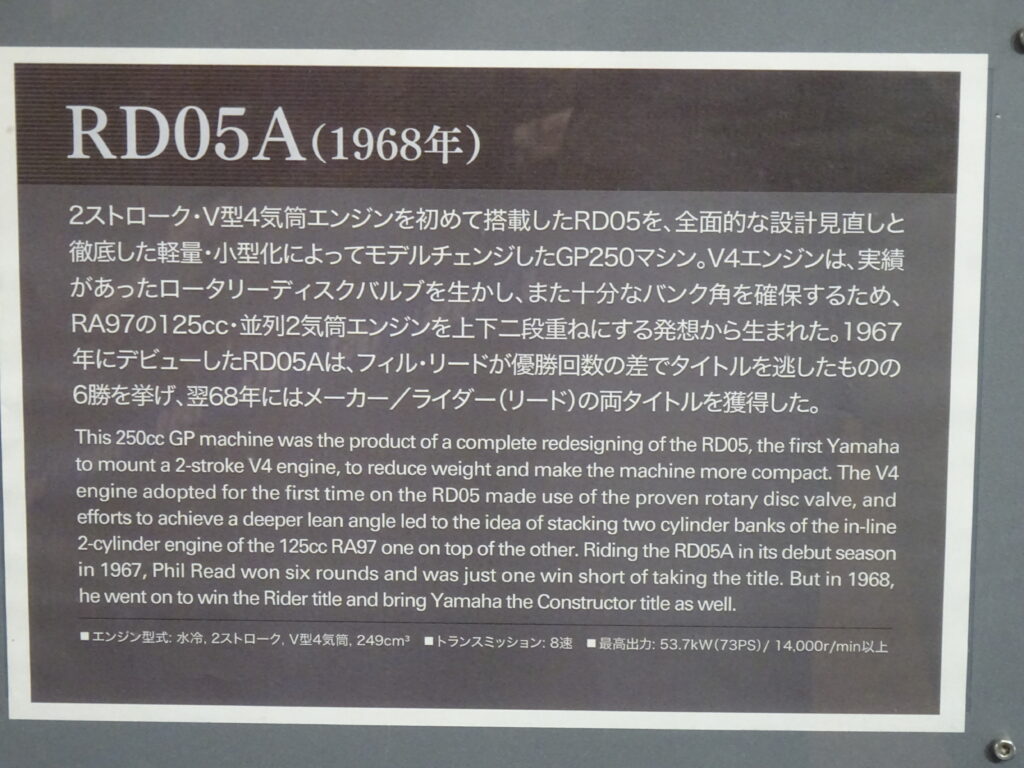 RD05A(1968年)
2ストローク・V型4気筒エンジンを初めて搭載したRD05を、全面的な設計見直しと
徹底した軽量・小型化によってモデルチェンジしたGP250マシン。V4エンジンは、実績
があったロータリーディスクバルブを生かし、また十分なバンク角を確保するため、
RA97の125cc・並列2気筒エンジンを上下二段重ねにする発想から生まれた。1967
年にデビューしたRD05Aは、フィル・リードが優勝回数の差でタイトルを逃したものの
6勝を挙げ、翌68年にはメーカー／ライダー(リード)の両タイトルを獲得した。
This 250cc GP machine was the product of a complete redesigning of the RD05, the first Yamaha
to mount a 2-stroke V4 engine, to reduce weight and make the machine more compact. The V4
engine adopted for the first time on the RD05 made use of the proven rotary disc valve, and
efforts to achieve a deeper lean angle led to the idea of stacking two cylinder banks of the in-line
2-cylinder engine of the 125cc RA97 one on top of the other. Riding the RD05A in its debut season
in 1967, Phil Read won six rounds and was just one win short of taking the title. But in 1968,
he went on to win the Rider title and bring Yamaha the Constructor title as well.
■エンジン型式: 水冷, 2ストローク, V型4気筒, 249cm³ ■トランスミッション: 8速 ■最高出力: 53.7kW(73PS)/ 14,000r/min以上